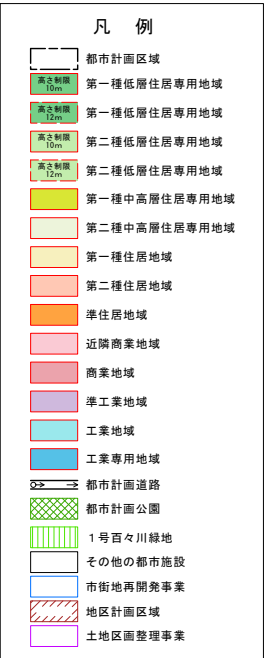 凡 例
都市計画区域
高さ制限
10m
第一種低層住居専用地域
高さ制限
12m
第一種低層住居専用地域
高さ制限
10m
第二種低層住居専用地域
高さ制限
12m
第二種低層住居専用地域
第一種中高層住居専用地域
第二種中高層住居専用地域
第一種住居地域
第二種住居地域
準住居地域
近隣商業地域
商業地域
準工業地域
工業地域
工業専用地域
都市計画道路
都市計画公園
1号百々川緑地
その他の都市施設
市街地再開発事業
地区計画区域
土地区画整理事業